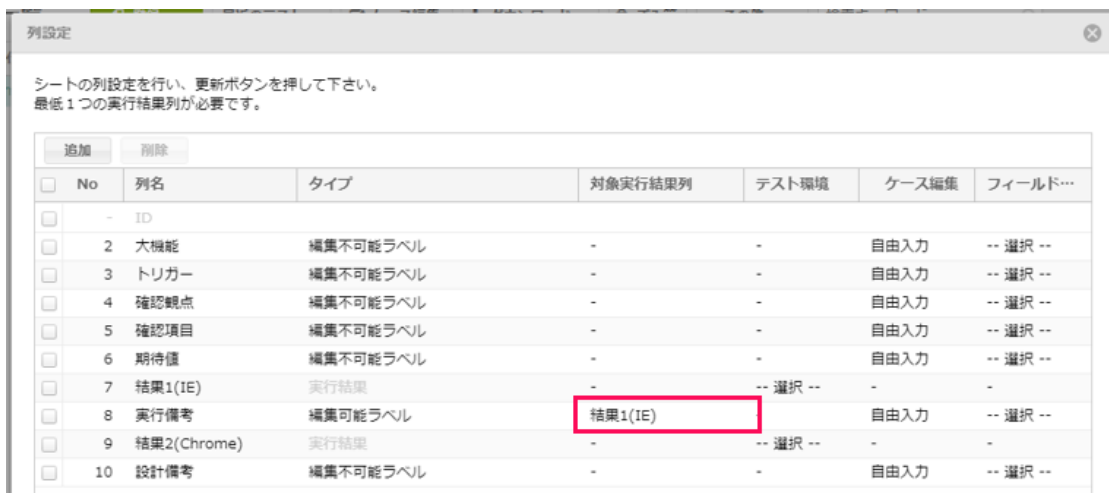 列設定
シートの列設定を行い、更新ボタンを押して下さい。
最低1つの実行結果列が必要です。
追加 削除
No 列名 タイプ 対象実行結果列 テスト環境 ケース編集 フィールド…
- ID
2 大機能 編集不可能ラベル - - 自由入力 -- 選択 --
3 トリガー 編集不可能ラベル - - 自由入力 -- 選択 --
4 確認観点 編集不可能ラベル - - 自由入力 -- 選択 --
5 確認項目 編集不可能ラベル - - 自由入力 -- 選択 --
6 期待値 編集不可能ラベル - - 自由入力 -- 選択 --
7 結果1(IE) 実行結果 - -- 選択 -- - -
8 実行備考 編集可能ラベル 結果1(IE) - 自由入力 -- 選択 --
9 結果2(Chrome) 実行結果 - -- 選択 -- - -
10 設計備考 編集不可能ラベル - - 自由入力 -- 選択 --